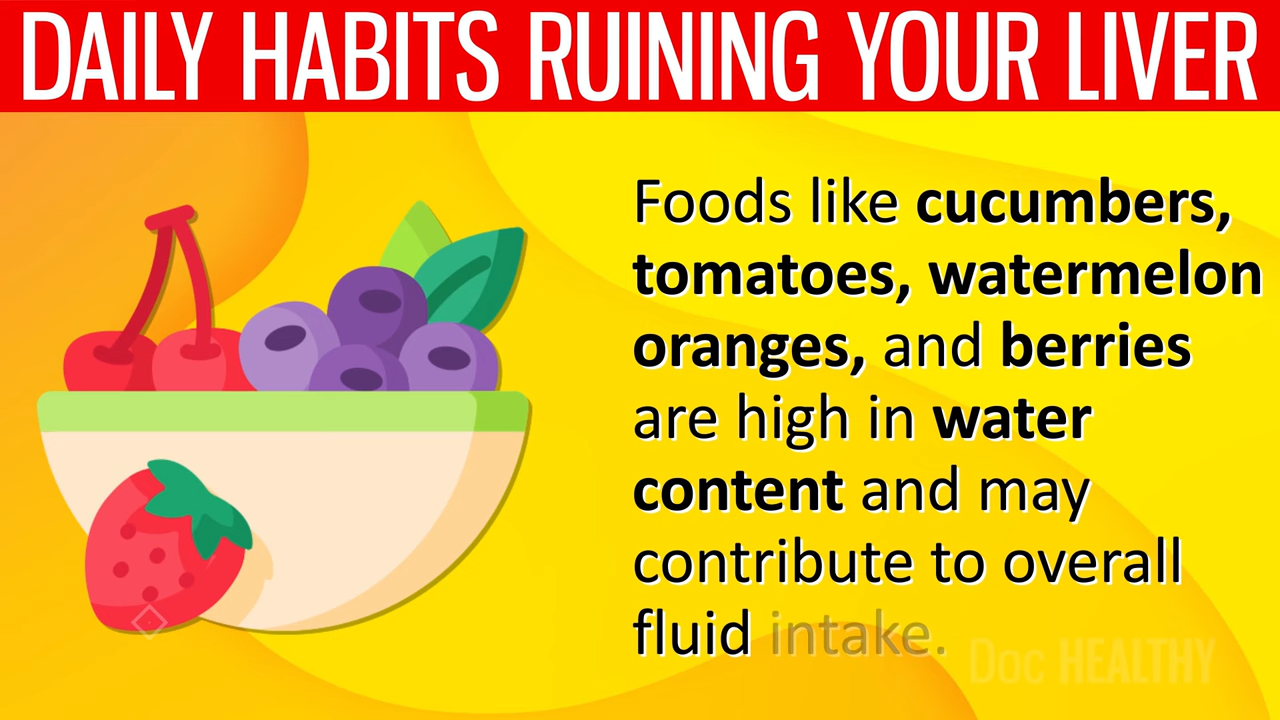 DAILY HABITS RUINING YOUR LIVER
Foods like cucumbers,
tomatoes, watermelon
oranges, and berries
are high in water
content and may
contribute to overall
fluid intake.
Doc HEALTHY